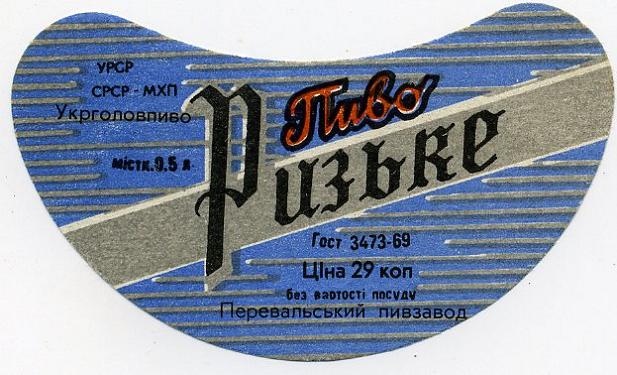 УРСР
СРСР - МХП
Укрголовпиво
містк. 0.5 л
Пиво
Ризьке
Гост 3473-69
Ціна 29 коп
без вартості посуду
Перевальський пивзавод